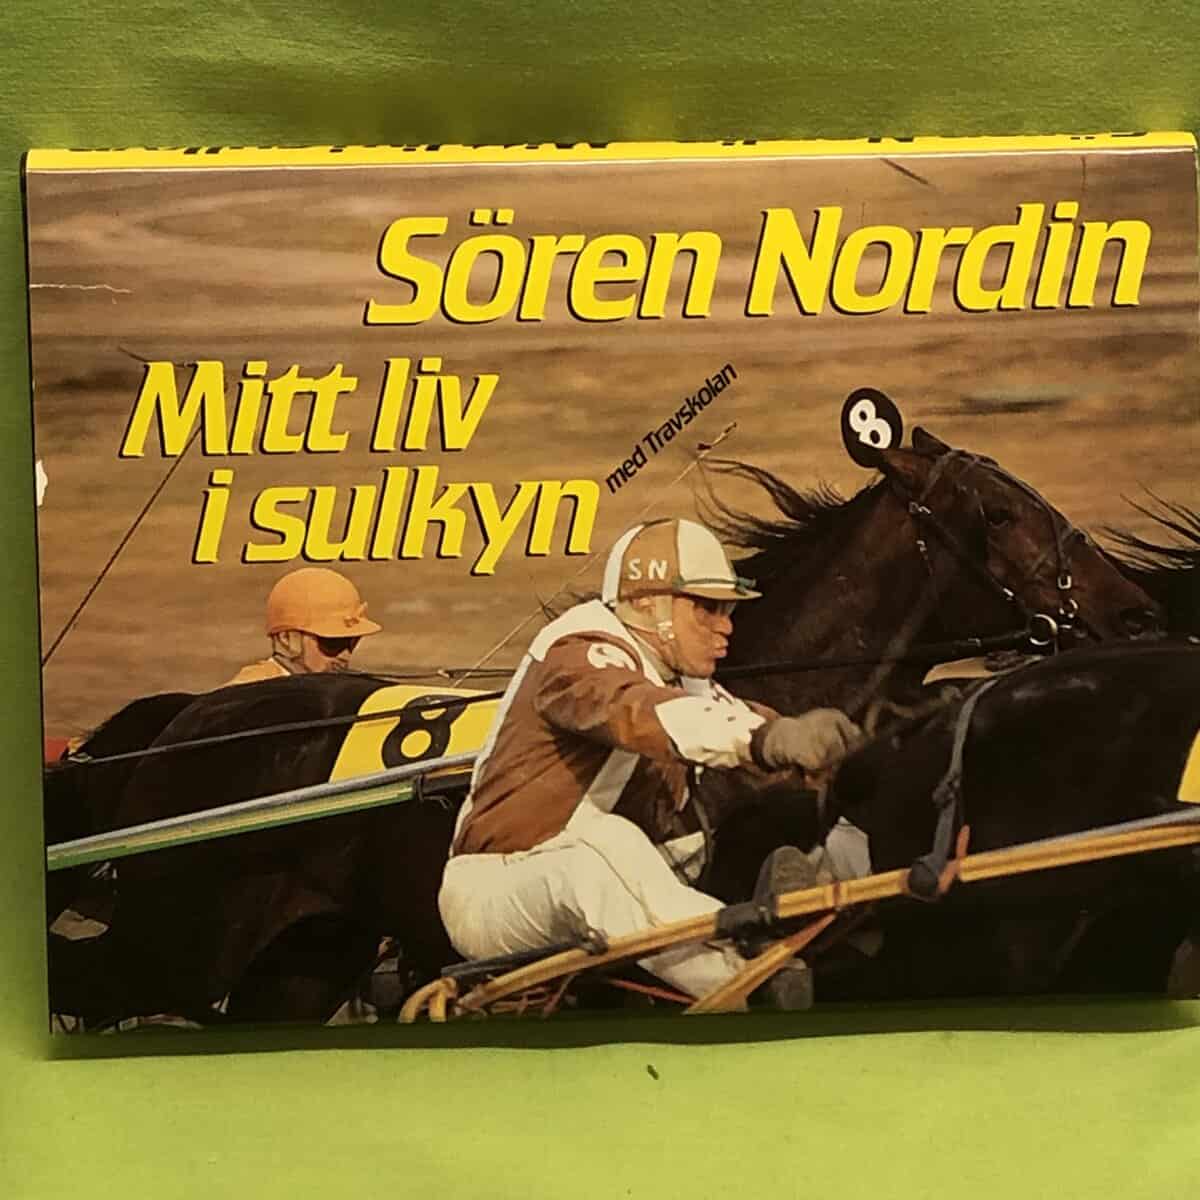 Sören Nordin
Mitt liv
i sulkyn
med Travskolan
8
SN
8